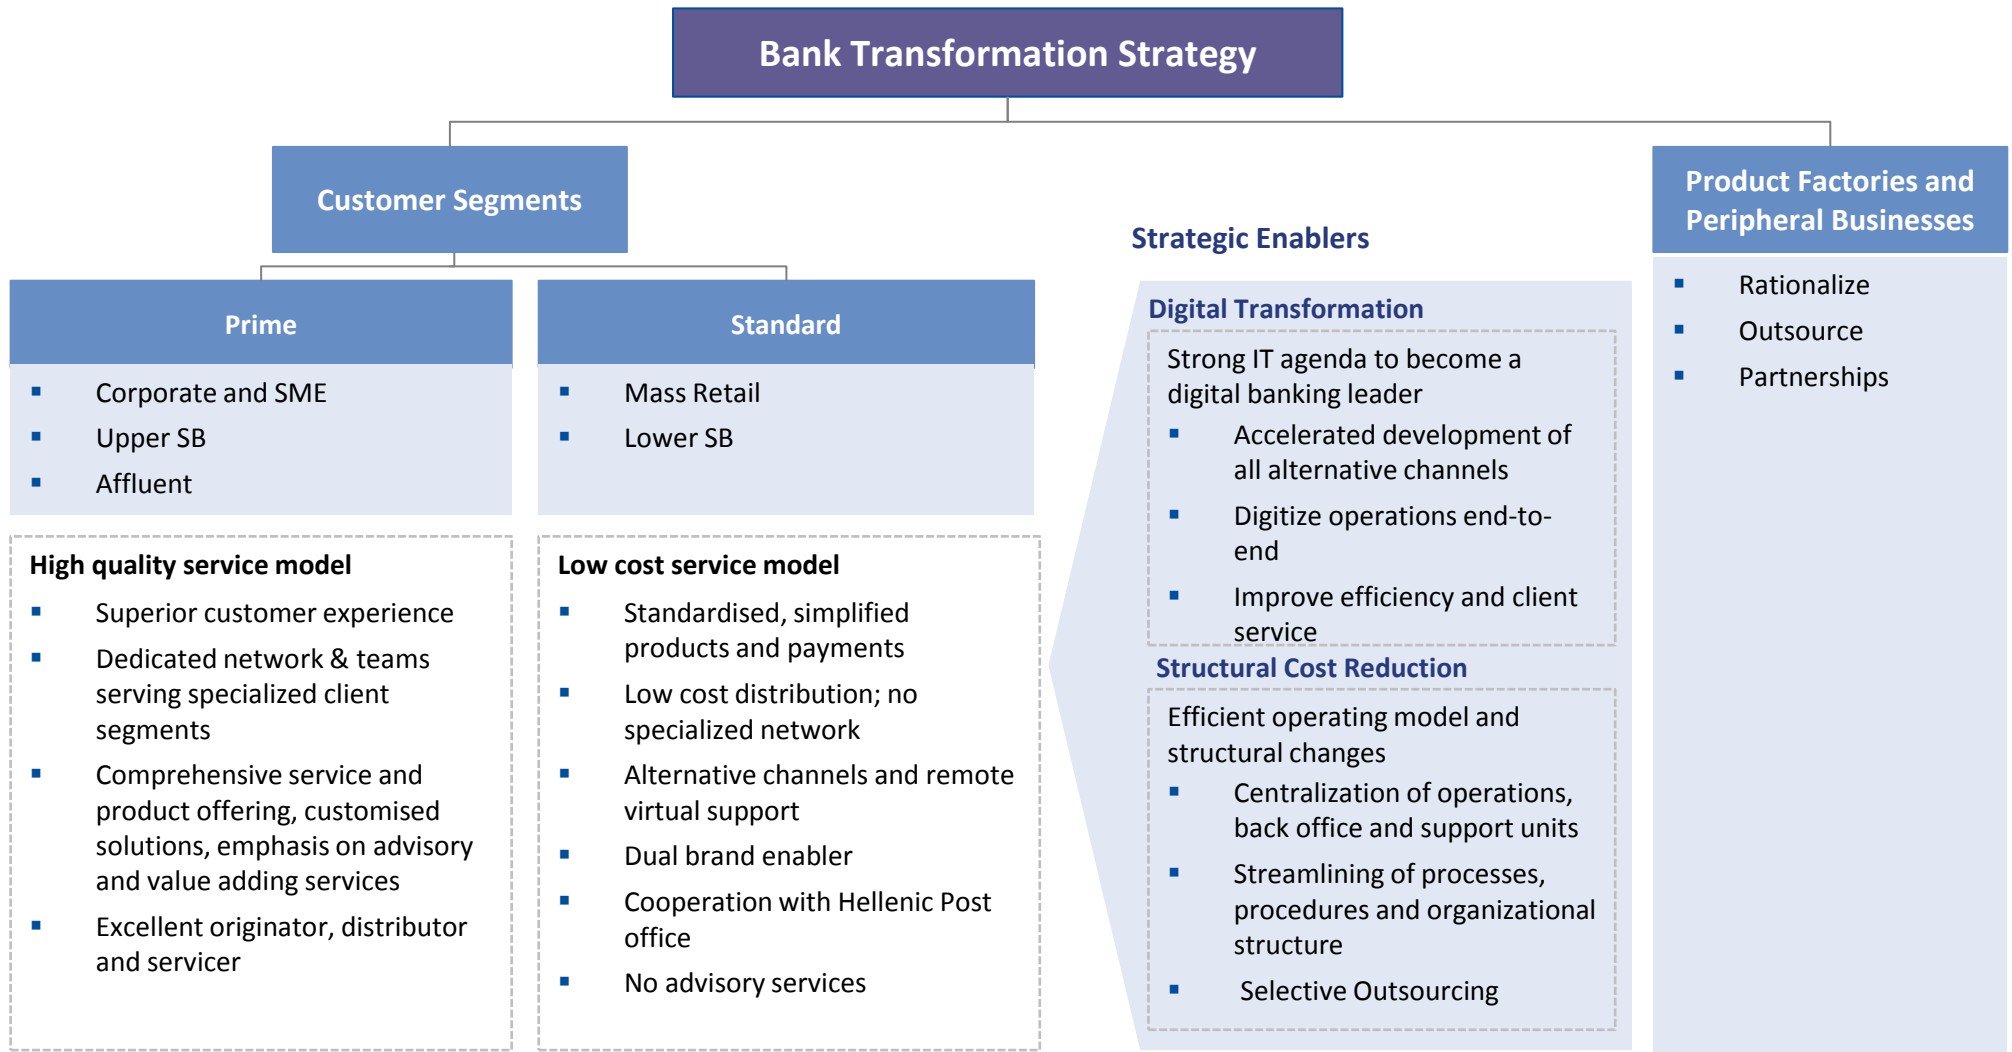 Bank Transformation Strategy
Customer Segments
Prime
▪ Corporate and SME
▪ Upper SB
▪ Affluent
High quality service model
▪ Superior customer experience
▪ Dedicated network & teams
serving specialized client
segments
▪ Comprehensive service and
product offering, customised
solutions, emphasis on advisory
and value adding services
▪ Excellent originator, distributor
and servicer
Standard
▪ Mass Retail
▪ Lower SB
Low cost service model
▪ Standardised, simplified
products and payments
▪ Low cost distribution; no
specialized network
▪ Alternative channels and remote
virtual support
▪ Dual brand enabler
▪ Cooperation with Hellenic Post
office
▪ No advisory services
Strategic Enablers
Digital Transformation
Strong IT agenda to become a
digital banking leader
▪ Accelerated development of
all alternative channels
▪ Digitize operations end-to-
end
▪ Improve efficiency and client
service
Structural Cost Reduction
Efficient operating model and
structural changes
▪ Centralization of operations,
back office and support units
▪ Streamlining of processes,
procedures and organizational
structure
▪ Selective Outsourcing
Product Factories and
Peripheral Businesses
▪ Rationalize
▪ Outsource
▪ Partnerships